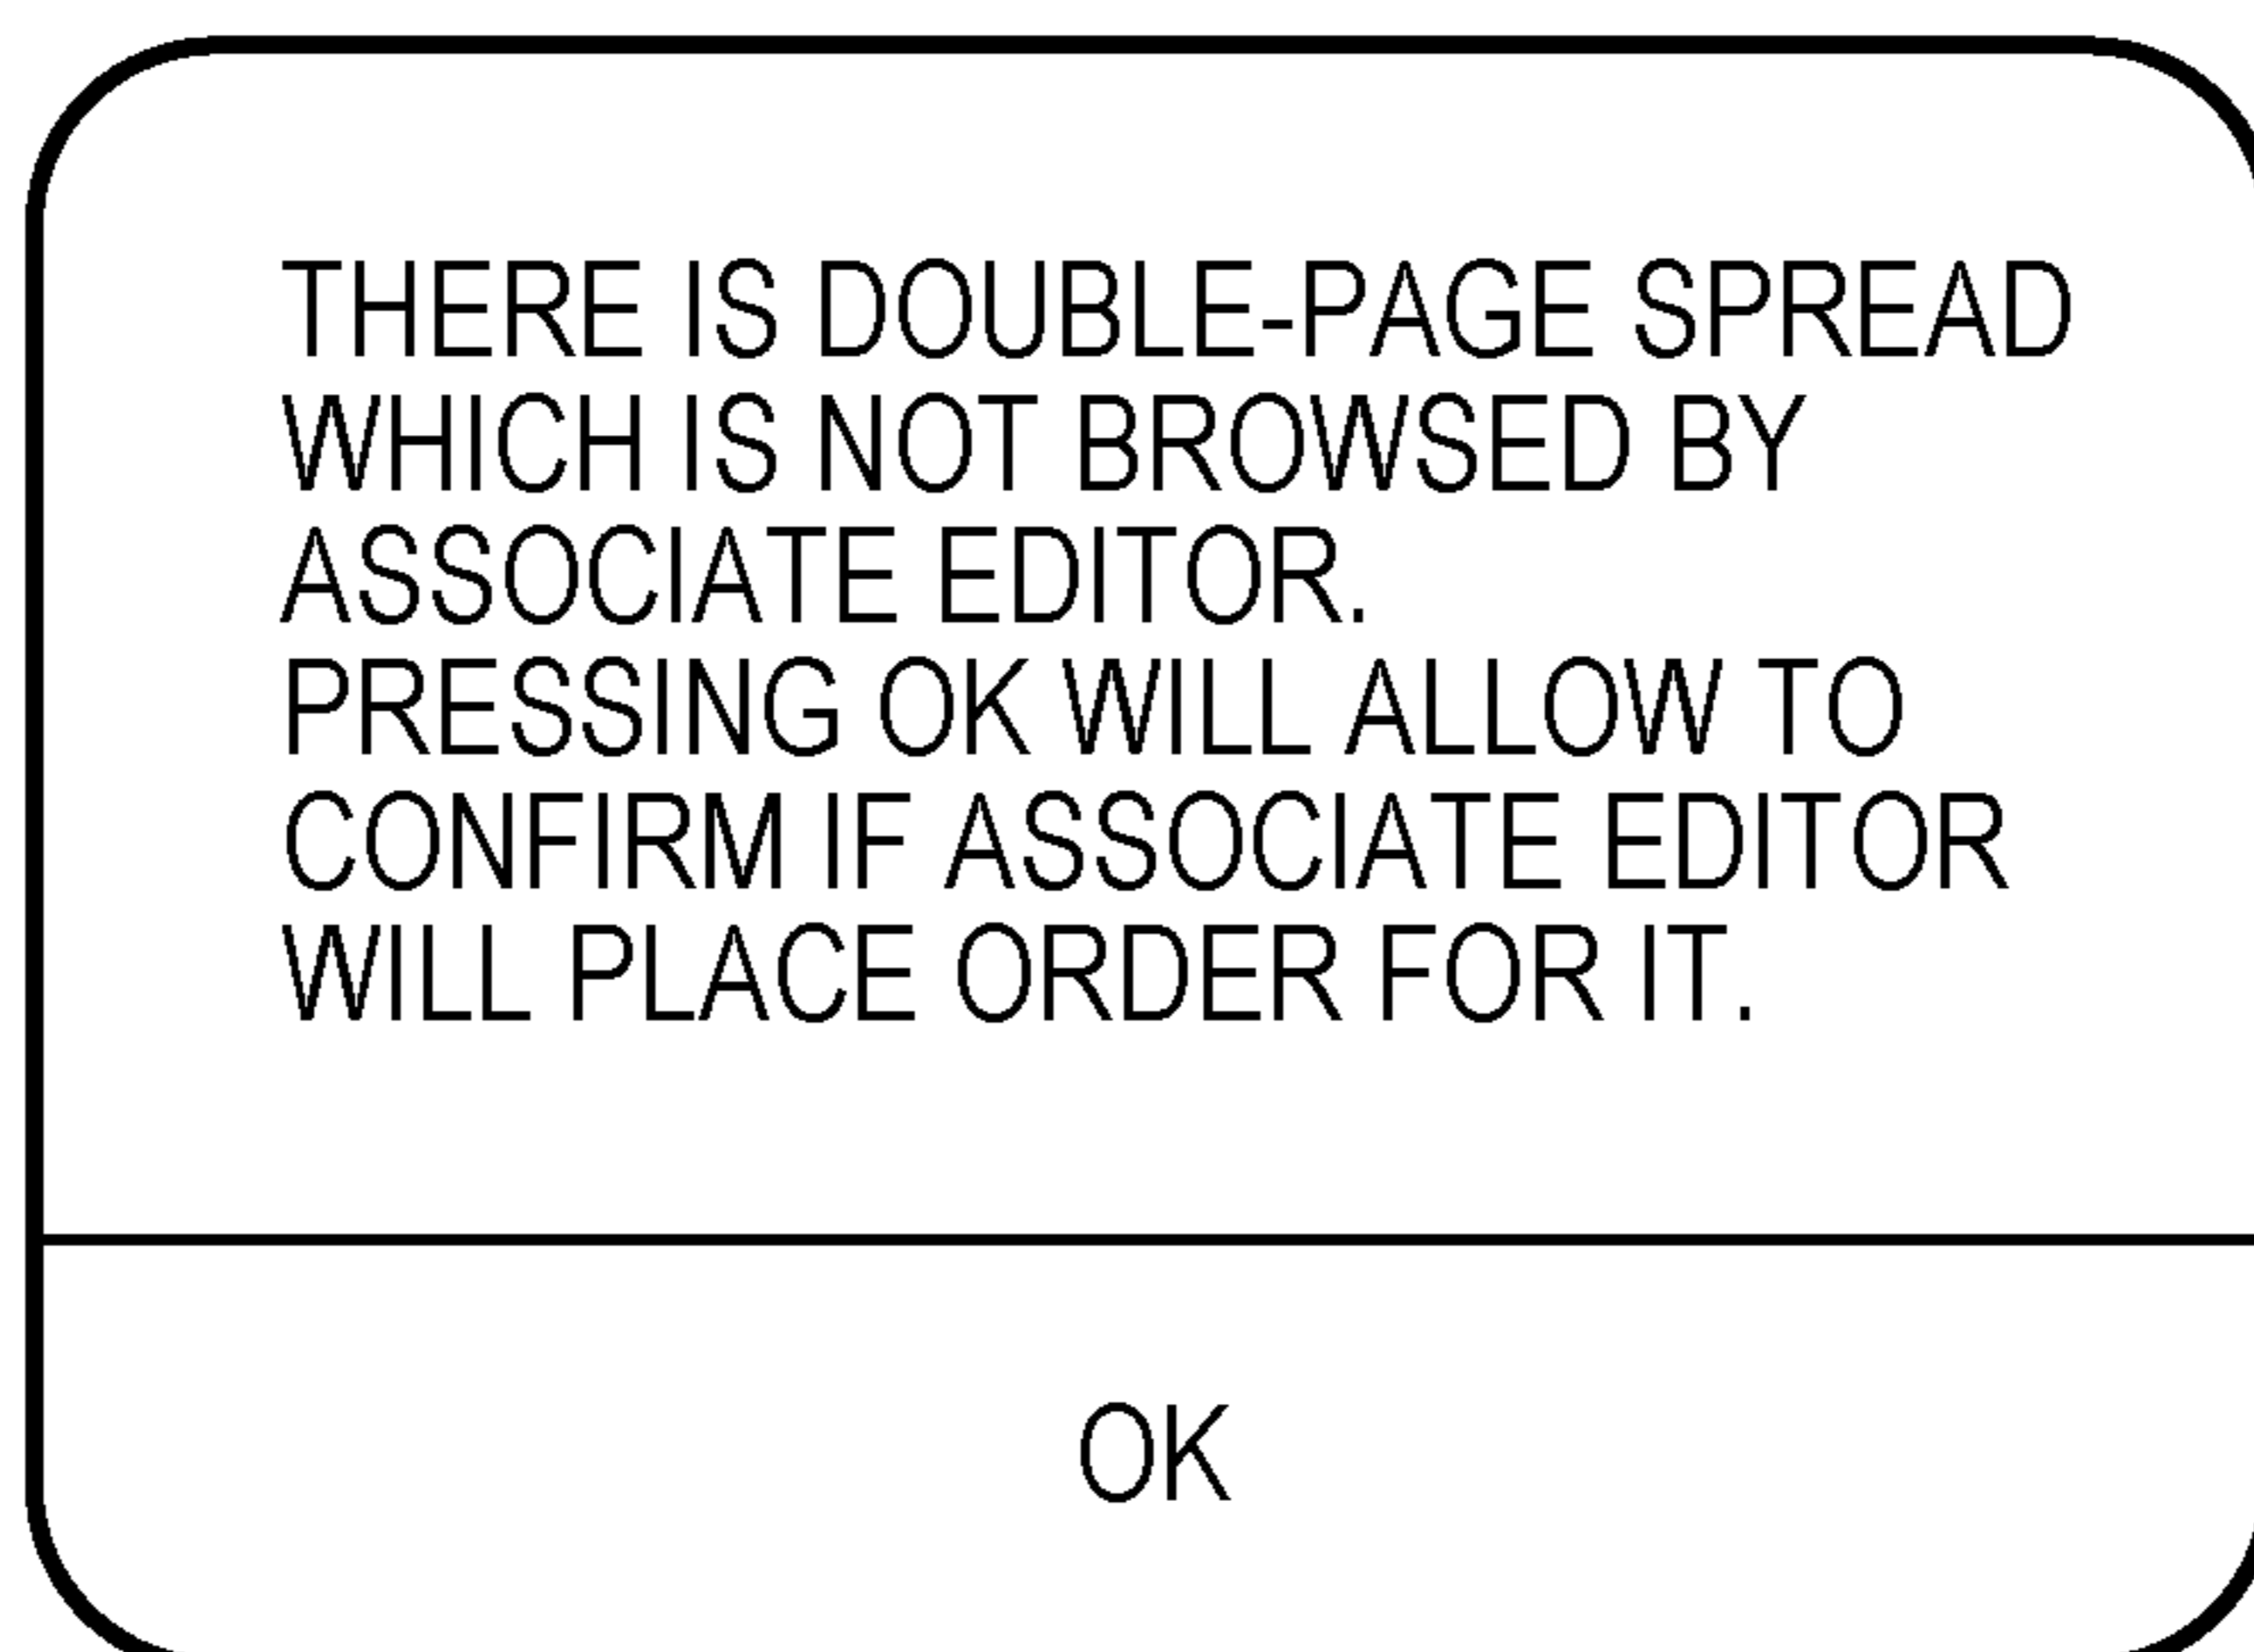 THERE IS DOUBLE-PAGE SPREAD
WHICH IS NOT BROWSED BY
ASSOCIATE EDITOR.
PRESSING OK WILL ALLOW TO
CONFIRM IF ASSOCIATE EDITOR
WILL PLACE ORDER FOR IT.
OK